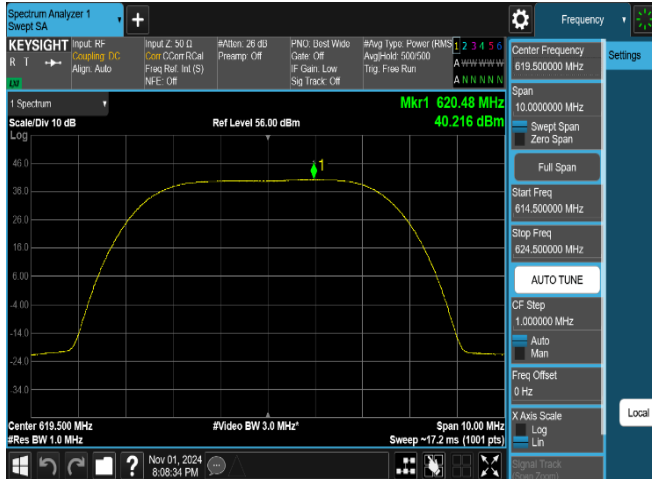 Spectrum Analyzer 1
Swept SA
KEYSIGHT
R T
LXI
Input: RF
Coupling: DC
Align: Auto
Input Z: 50 Ω
Corr CCorr RCal
Freq Ref: Int (S)
NFE: Off
#Atten: 26 dB
Preamp: Off
PNO: Best Wide
Gate: Off
IF Gain: Low
Sig Track: Off
#Avg Type: Power (RMS
Avg|Hold: 500/500
Trig: Free Run
1 2 3 4 5 6
A W W W W W
A N N N N N
1 Spectrum
Scale/Div 10 dB
Log
Ref Level 56.00 dBm
Mkr1 620.48 MHz
40.216 dBm
1
46.0
36.0
26.0
16.0
6.00
-4.00
-14.0
-24.0
-34.0
Center 619.500 MHz
#Res BW 1.0 MHz
#Video BW 3.0 MHz*
Span 10.00 MHz
Sweep ~17.2 ms (1001 pts)
?
Nov 01, 2024
8:08:34 PM
Frequency
Center Frequency
619.500000 MHz
Span
10.0000000 MHz
Swept Span
Zero Span
Full Span
Start Freq
614.500000 MHz
Stop Freq
624.500000 MHz
AUTO TUNE
CF Step
1.000000 MHz
Auto
Man
Freq Offset
0 Hz
X Axis Scale
Log
Lin
Signal Track
(Span Zoom)
Settings
Local